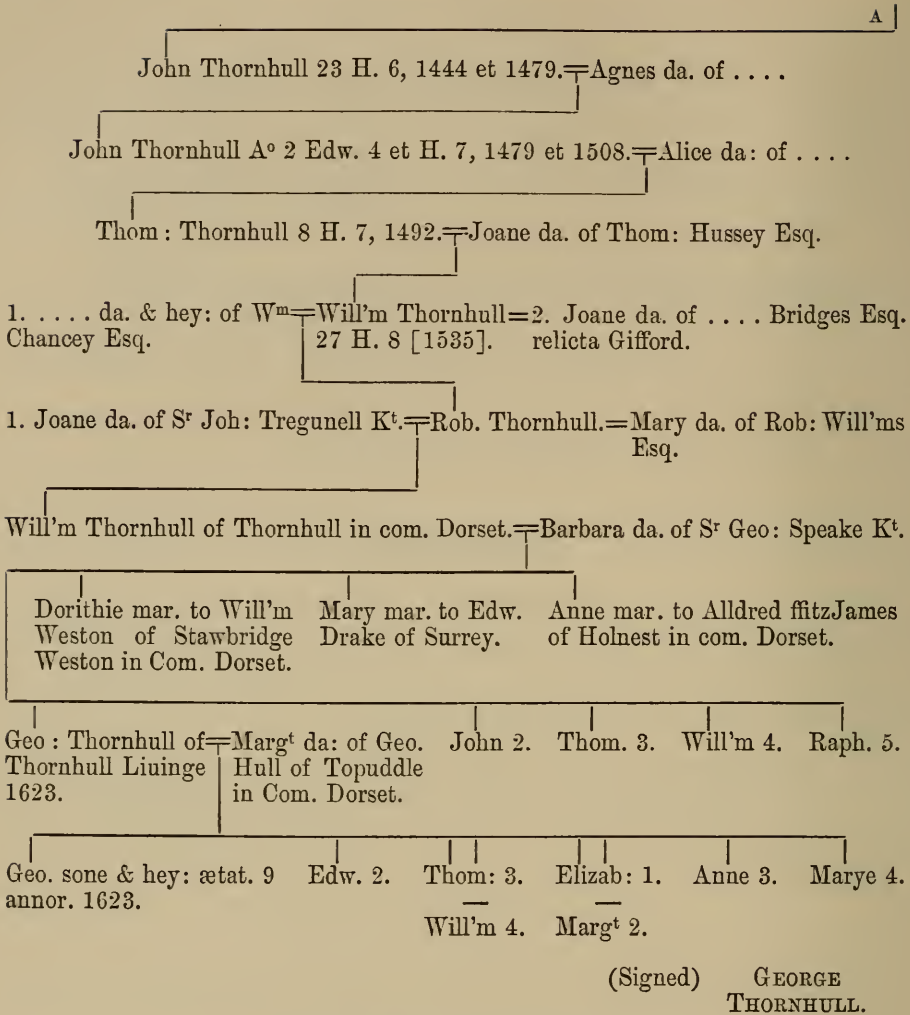 A
John Thornhull 23 H. 6, 1444 et 1479.=Agnes da. of . . . .
John Thornhull Aº 2 Edw. 4 et H. 7, 1479 et 1508.=Alice da: of . . . .
Thom: Thornhull 8 H. 7, 1492.=Joane da. of Thom: Hussey Esq.
1. . . . . da. & hey: of Wᵐ=Will'm Thornhull=2. Joane da. of . . . . Bridges Esq.
Chancey Esq. 27 H. 8 [1535]. relicta Gifford.
1. Joane da. of Sʳ Joh: Tregunell Kᵗ.=Rob. Thornhull.=Mary da. of Rob: Will'ms
Esq.
Will'm Thornhull of Thornhull in com. Dorset.=Barbara da. of Sʳ Geo: Speake Kᵗ.
Dorithie mar. to Will'm Mary mar. to Edw. Anne mar. to Alldred ffitzJames
Weston of Stawbridge Drake of Surrey. of Holnest in com. Dorset.
Weston in Com. Dorset.
Geo: Thornhull of=Margᵗ da: of Geo. John 2. Thom. 3. Will'm 4. Raph. 5.
Thornhull Liuinge Hull of Topuddle
1623. in Com. Dorset.
Geo. sone & hey: ætat. 9 Edw. 2. Thom: 3. Elizab: 1. Anne 3. Marye 4.
annor. 1623.
Will'm 4. Margᵗ 2.
(Signed) GEORGE
THORNHULL.